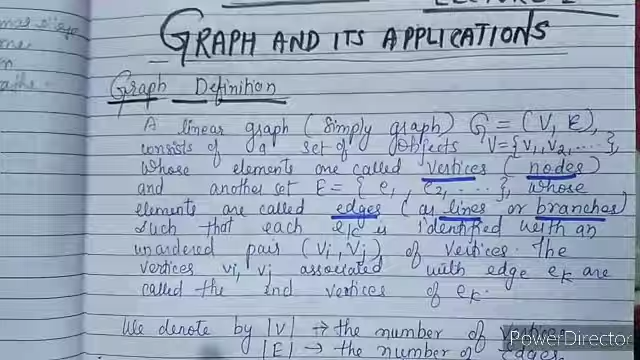 LECTURE - 2
GRAPH AND ITS APPLICATIONS
Graph Definition
A linear graph (Simply graph) G = (V, E),
consists of a set of objects V = {v1, v2, ....},
whose elements are called vertices (nodes)
and another set E = {e1, e2, ....}, whose
elements are called edges (as lines or branches)
Such that each eK is identified with an
unordered pair (Vi, Vj) of vertices. The
vertices vi, vj associated with edge eK are
called the end vertices of eK.
We denote by |V| → the number of vertices
|E| → the number of edges.
PowerDirector